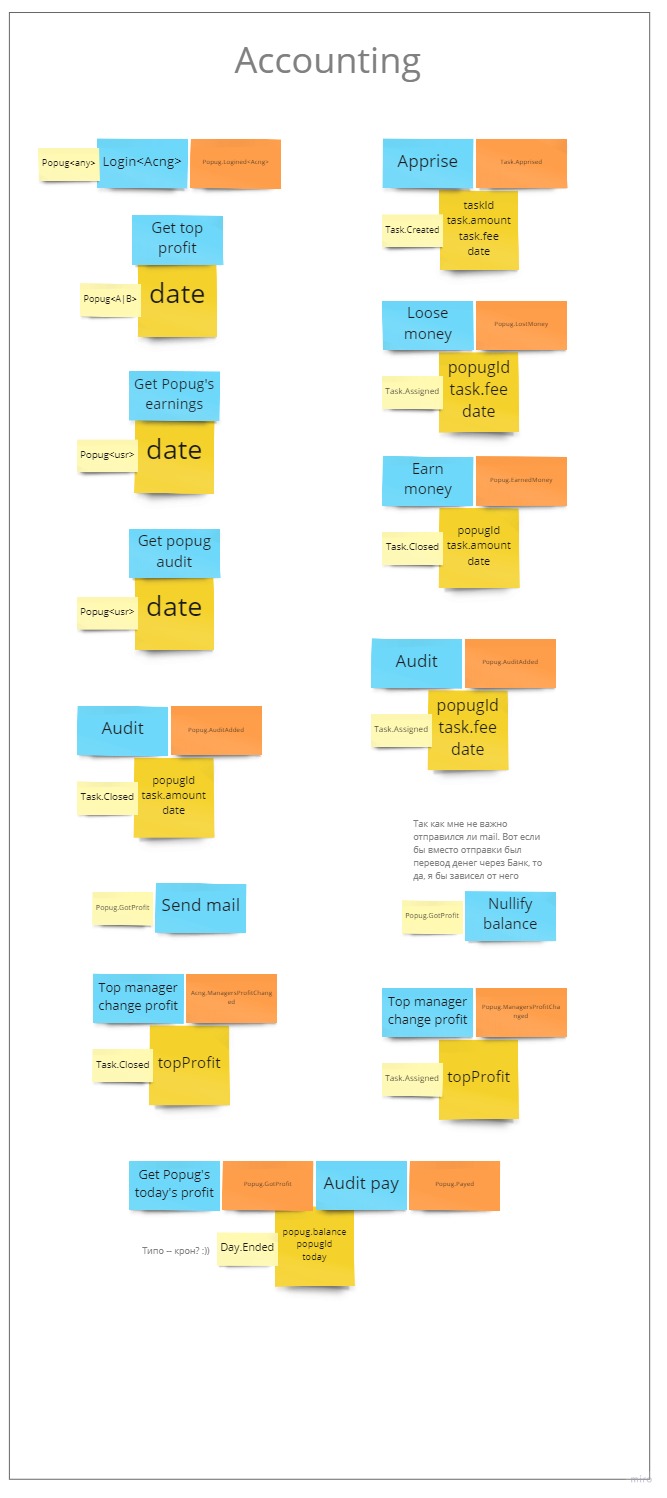 Accounting
Popug<any>
Login<Acng>
Popug.Logined<Acng>
Get top
profit
Popug<A|B>
date
Get Popug's
earnings
Popug<usr>
date
Get popug
audit
Popug<usr>
date
Audit
Popug.AuditAdded
Task.Closed
popugId
task.amount
date
Popug.GotProfit
Send mail
Top manager
change profit
Acng.ManagersProfitChang
ed
Task.Closed
topProfit
Apprise
Task.Apprised
Task.Created
taskId
task.amount
task.fee
date
Loose
money
Popug.LostMoney
Task.Assigned
popugId
task.fee
date
Earn
money
Popug.EarnedMoney
Task.Closed
popugId
task.amount
date
Audit
Popug.AuditAdded
Task.Assigned
popugId
task.fee
date
Так как мне не важно
отправился ли mail. Вот если
бы вместо отправки был
перевод денег через Банк, то
да, я бы зависел от него
Popug.GotProfit
Nullify
balance
Top manager
change profit
Popug.ManagersProfitCha
nged
Task.Assigned
topProfit
Get Popug's
today's profit
Popug.GotProfit
Audit pay
Popug.Payed
Типо – крон? :))
Day.Ended
popug.balance
popugId
today
miro